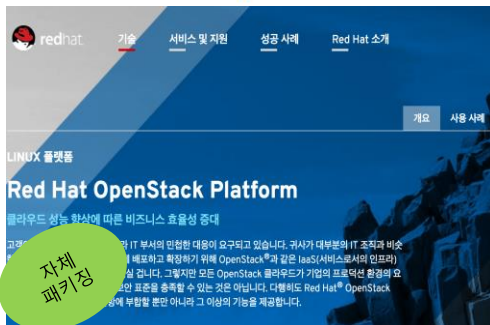 redhat. 기술 서비스 및 지원 성공 사례 Red Hat 소개
개요 사용 사례
LINUX 플랫폼
Red Hat OpenStack Platform
클라우드 성능 향상에 따른 비즈니스 효율성 증대
IT 부서의 민첩한 대응이 요구되고 있습니다. 귀사가 대부분의 IT 조직과 비슷
배포하고 확장하기 위해 OpenStack®과 같은 IaaS(서비스로서의 인프라)
실 겁니다. 그렇지만 모든 OpenStack 클라우드가 기업의 프로덕션 환경의 요
보안 표준을 충족할 수 있는 것은 아닙니다. 다행히도 Red Hat® OpenStack
부합할 뿐만 아니라 그 이상의 기능을 제공합니다.
자체
패키징